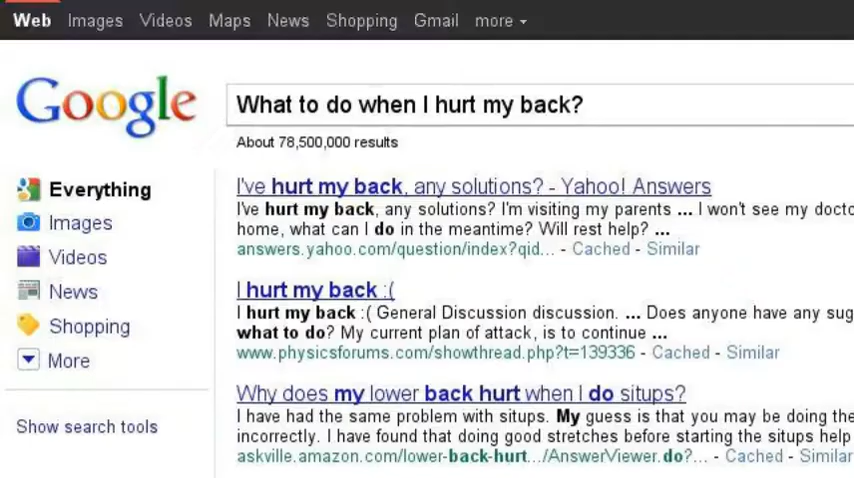 Web Images Videos Maps News Shopping Gmail more
Google
What to do when I hurt my back?
About 78,500,000 results
Everything
Images
Videos
News
Shopping
More
Show search tools
I've hurt my back, any solutions? - Yahoo! Answers
I've hurt my back, any solutions? I'm visiting my parents ... I won't see my docto
home, what can I do in the meantime? Will rest help? ...
answers.yahoo.com/question/index?qid... - Cached - Similar
I hurt my back :(
I hurt my back :( General Discussion discussion. ... Does anyone have any sug
what to do? My current plan of attack, is to continue ...
www.physicsforums.com/showthread.php?t=139336 - Cached - Similar
Why does my lower back hurt when I do situps?
I have had the same problem with situps. My guess is that you may be doing the
incorrectly. I have found that doing good stretches before starting the situps help
askville.amazon.com/lower-back-hurt.../AnswerViewer.do?... - Cached - Similar